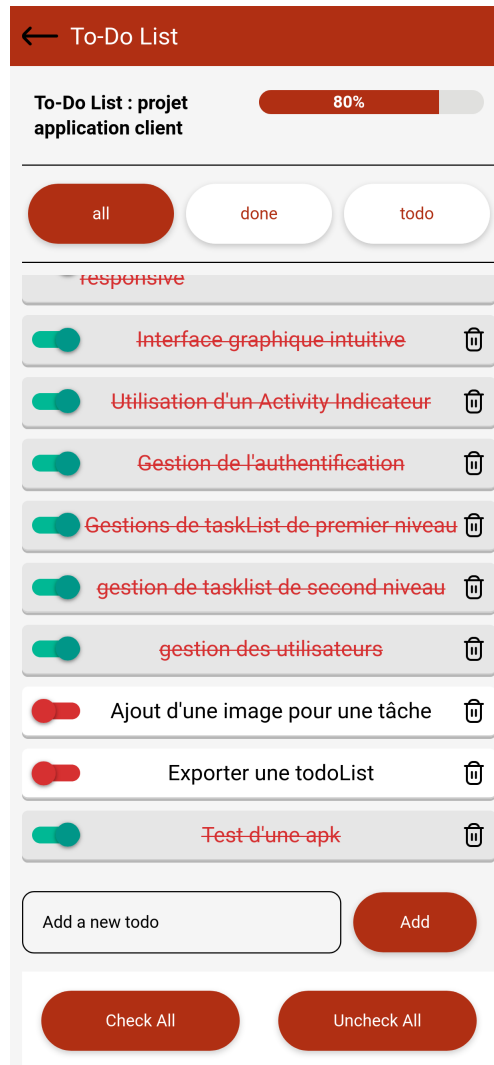 To-Do List
To-Do List : projet
application client
80%
all
done
todo
responsive
Interface graphique intuitive
Utilisation d'un Activity Indicateur
Gestion de l'authentification
Gestions de taskList de premier niveau
gestion de tasklist de second niveau
gestion des utilisateurs
Ajout d'une image pour une tâche
Exporter une todoList
Test d'une apk
Add a new todo
Add
Check All
Uncheck All